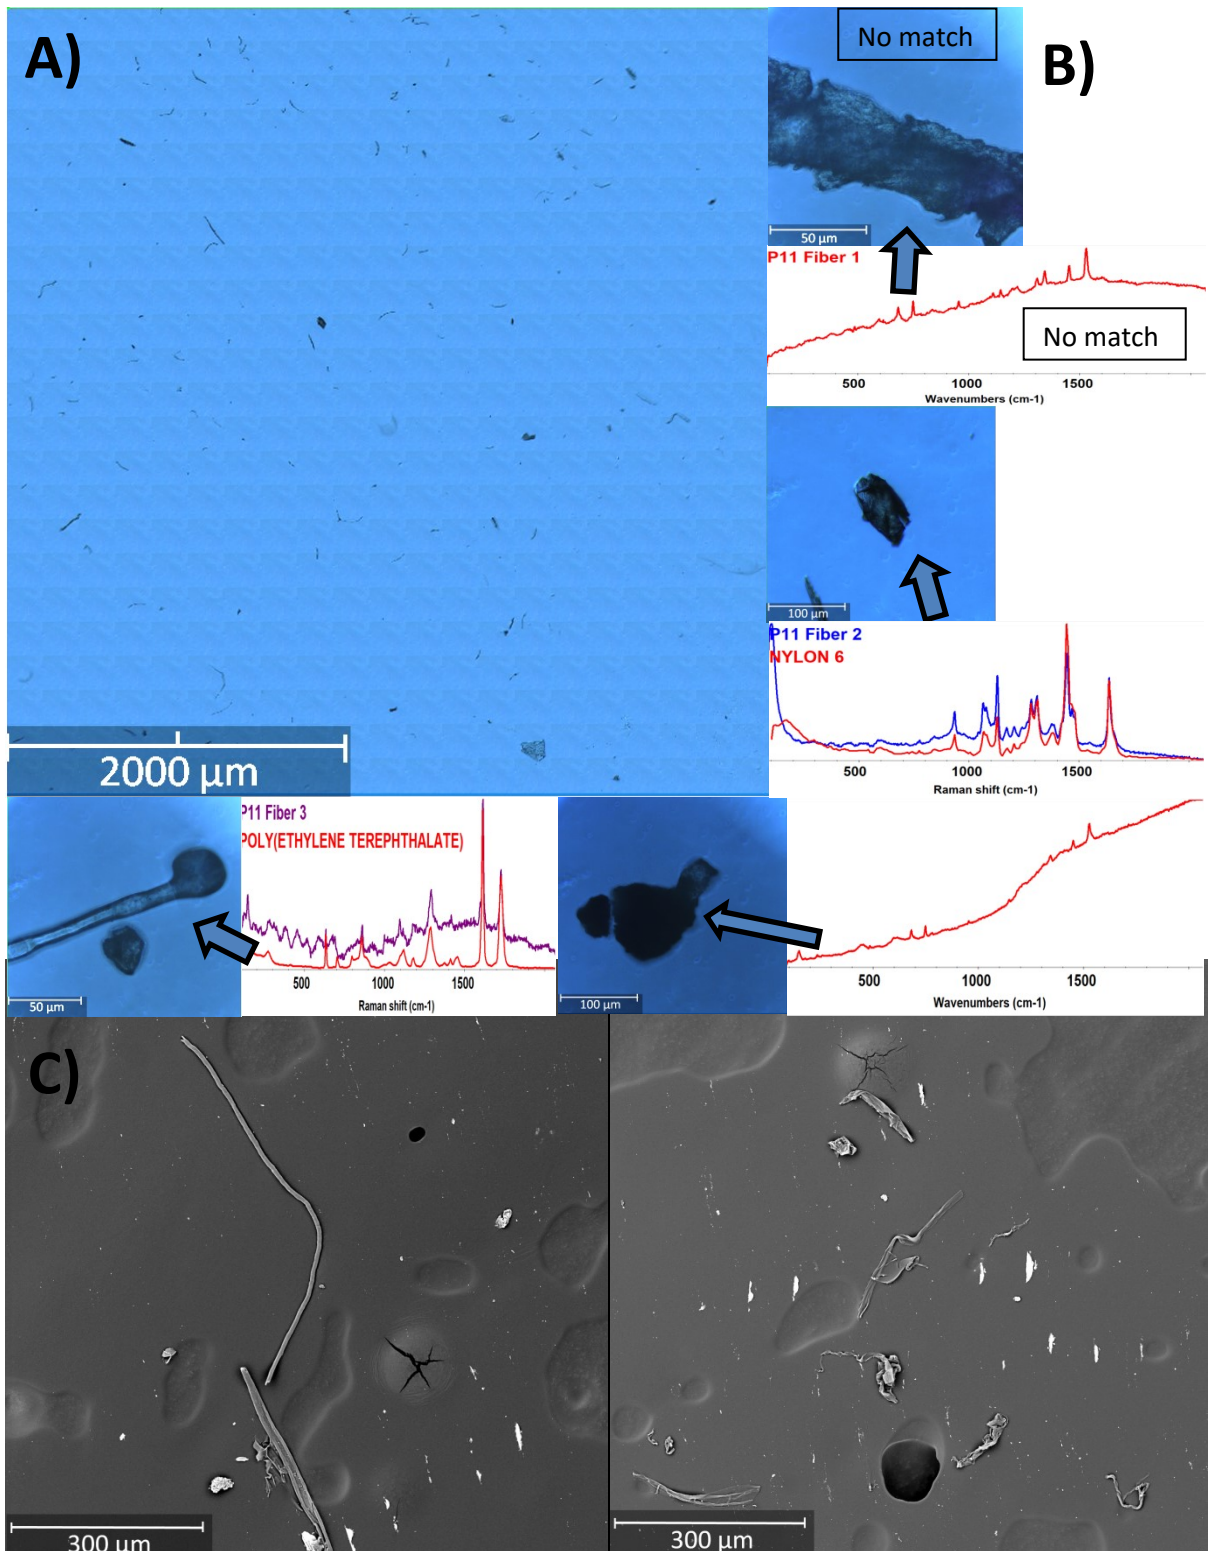 A)
No match
B)
50 µm
P11 Fiber 1
No match
500 1000 1500
Wavenumbers (cm-1)
100 µm
P11 Fiber 2
NYLON 6
500 1000 1500
Raman shift (cm-1)
2000 µm
50 µm
P11 Fiber 3
POLY(ETHYLENE TEREPHTHALATE)
500 1000 1500
Raman shift (cm-1)
100 µm
500 1000 1500
Wavenumbers (cm-1)
C)
300 µm
300 µm